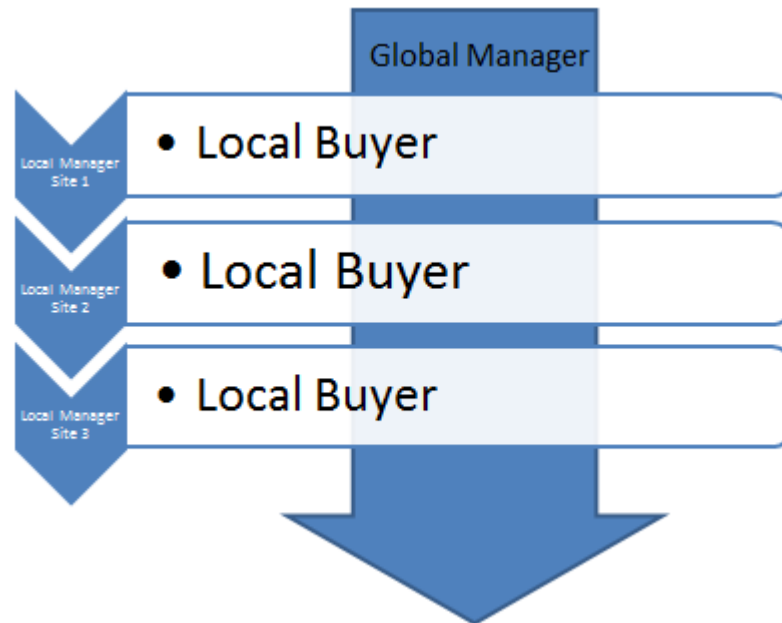 Global Manager
Local Manager
Site 1
• Local Buyer
Local Manager
Site 2
• Local Buyer
Local Manager
Site 3
• Local Buyer